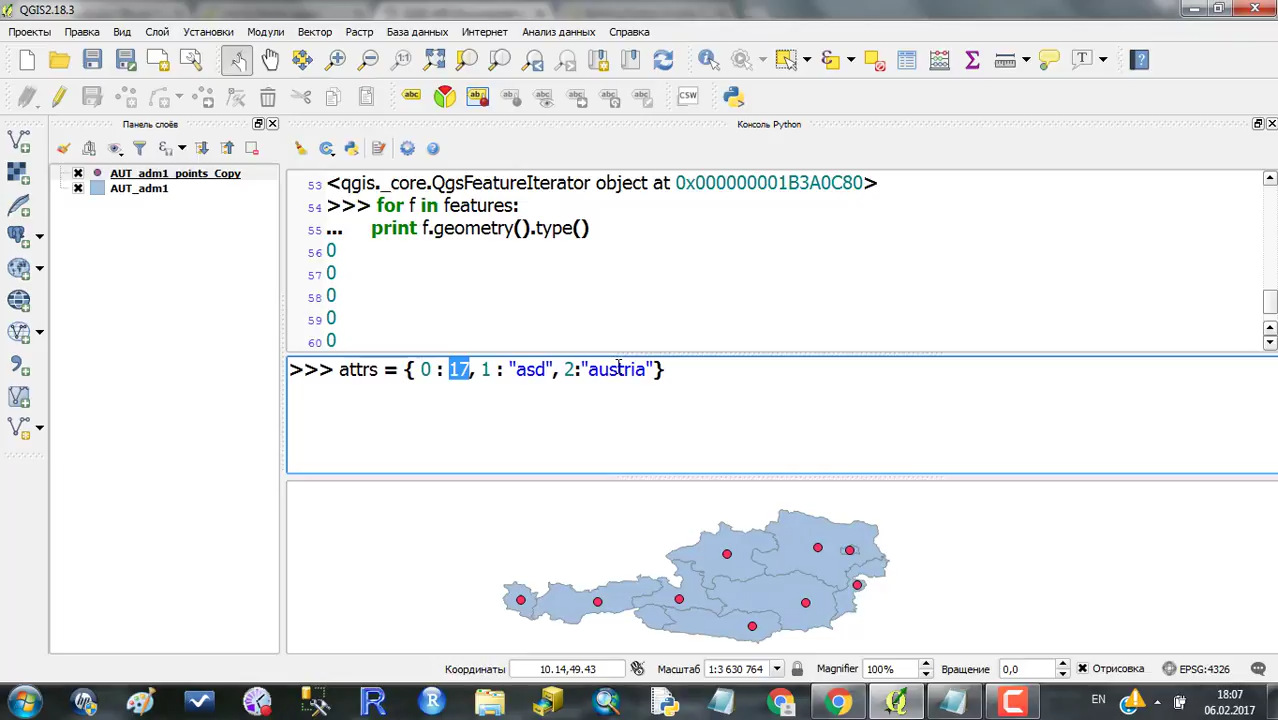 QGIS2.18.3
Проекты Правка Вид Слой Установки Модули Вектор Растр База данных Интернет Анализ данных Справка
abc abc CSW
Панель слоёв
Консоль Python
AUT_adm1_points_Copy
AUT_adm1
53 <qgis._core.QgsFeatureIterator object at 0x000000001B3A0C80>
54 >>> for f in features:
55 ... print f.geometry().type()
56 0
57 0
58 0
59 0
60 0
>>> attrs = { 0 : 17, 1 : "asd", 2:"austria"}
Координаты 10.14,49.43 Масштаб 1:3 630 764 Magnifier 100% Вращение 0,0 Отрисовка EPSG:4326
EN
18:07
06.02.2017